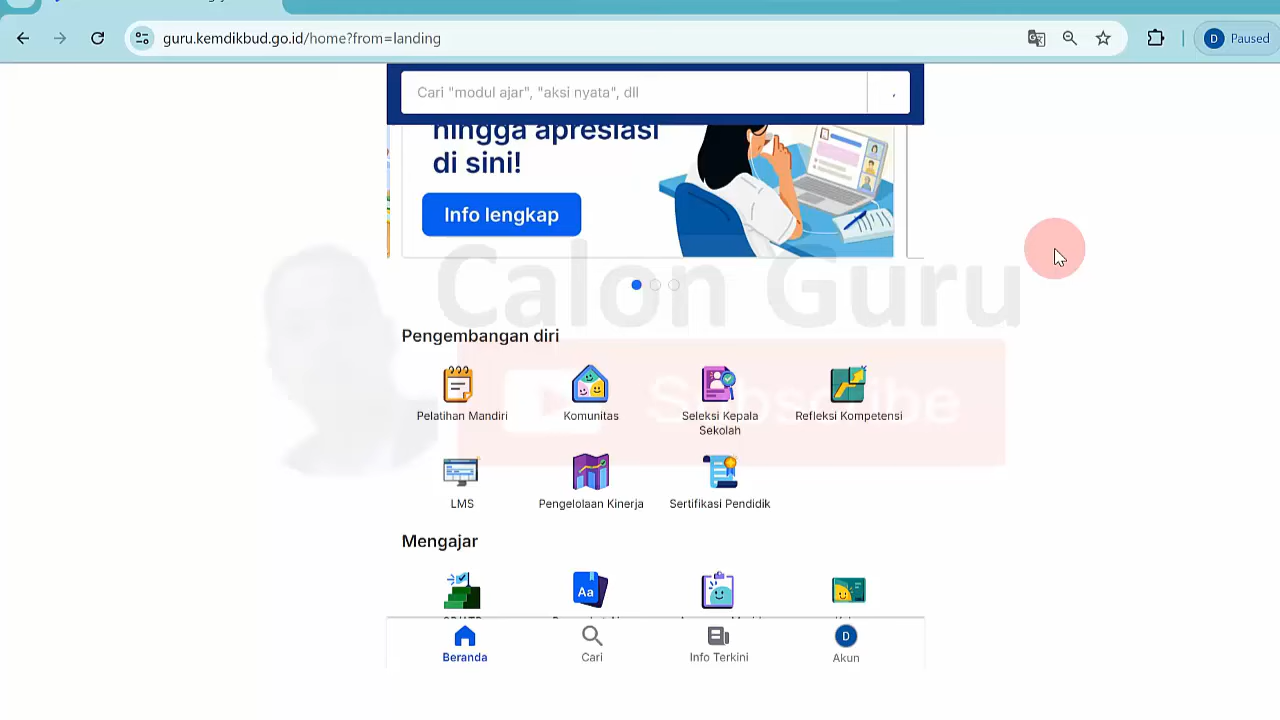 guru.kemdikbud.go.id/home?from=landing
D
Paused
Cari "modul ajar", "aksi nyata", dll
hingga apresiasi
di sini!
Info lengkap
Calon Guru
Pengembangan diri
Subscribe
Pelatihan Mandiri
Komunitas
Seleksi Kepala
Sekolah
Refleksi Kompetensi
LMS
Pengelolaan Kinerja
Sertifikasi Pendidik
Mengajar
Aa
D
Beranda
Cari
Info Terkini
Akun